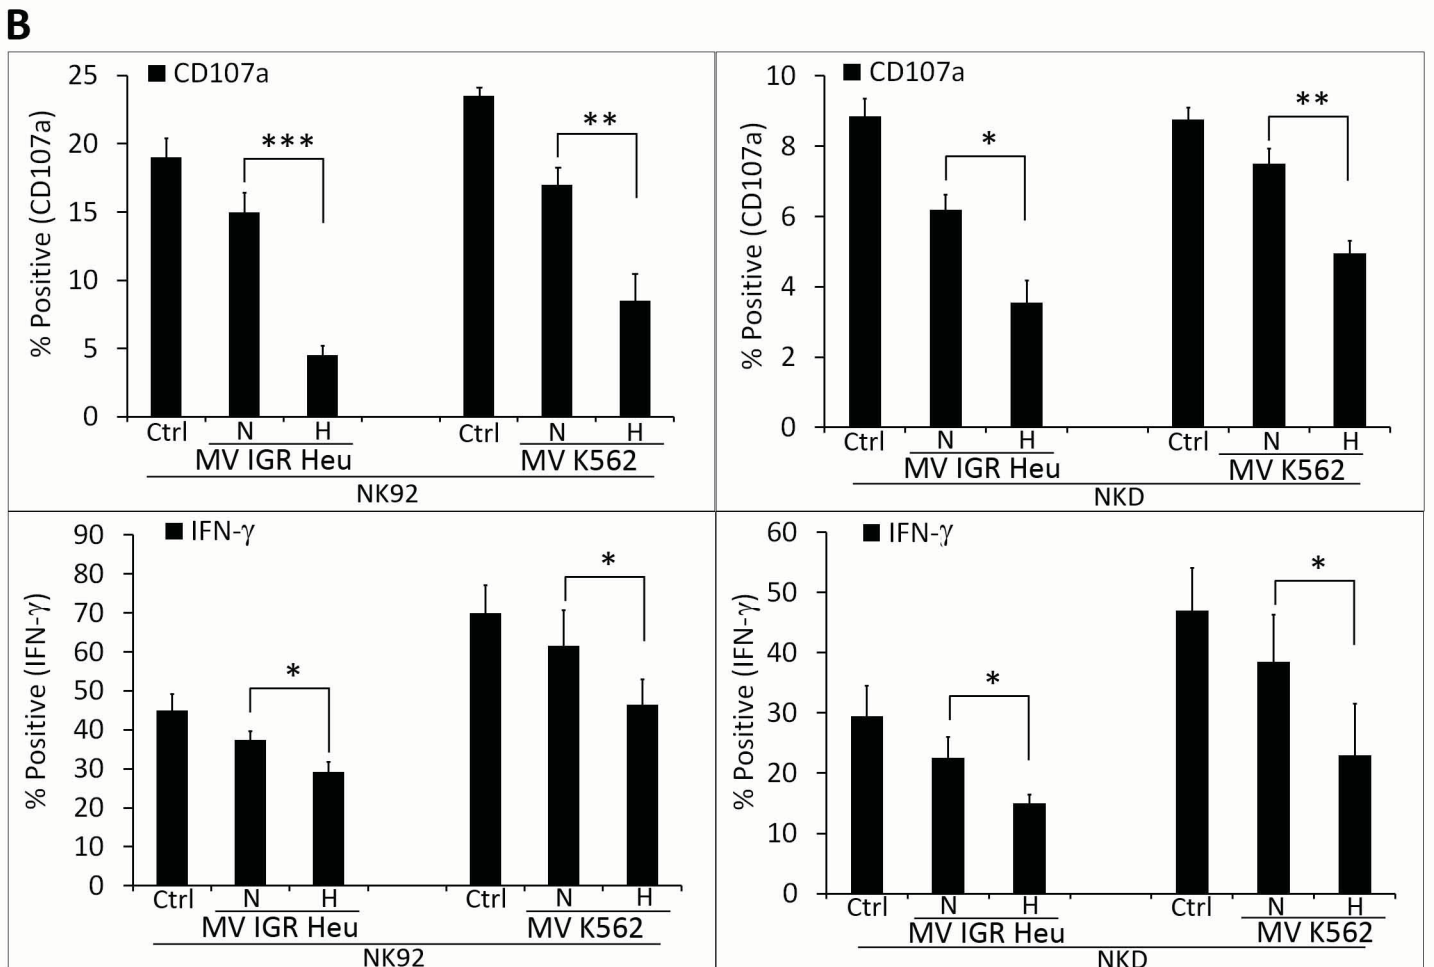 B
CD107a
% Positive (CD107a)
25
20
15
10
5
0
***
**
Ctrl N H Ctrl N H
MV IGR Heu MV K562
NK92
CD107a
% Positive (CD107a)
10
8
6
4
2
0
*
**
Ctrl N H Ctrl N H
MV IGR Heu MV K562
NKD
IFN-γ
% Positive (IFN-γ)
90
80
70
60
50
40
30
20
10
0
*
*
Ctrl N H Ctrl N H
MV IGR Heu MV K562
NK92
IFN-γ
% Positive (IFN-γ)
60
50
40
30
20
10
0
*
*
Ctrl N H Ctrl N H
MV IGR Heu MV K562
NKD